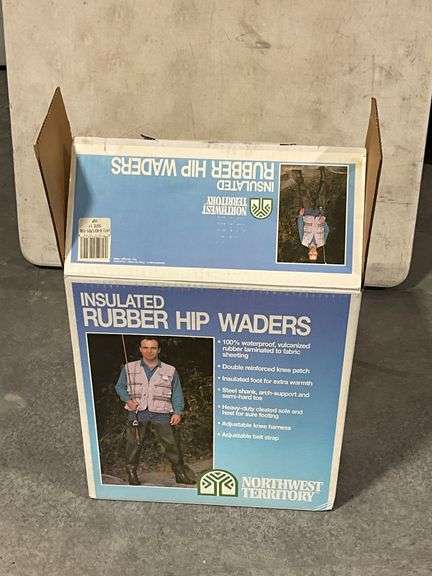 INSULATED
RUBBER HIP WADERS
NORTHWEST
TERRITORY
INSULATED
RUBBER HIP WADERS
• 100% waterproof, vulcanized
rubber laminated to fabric
sheeting
• Double reinforced knee patch
• Insulated foot for extra warmth
• Steel shank, arch-support and
semi-hard toe
• Heavy-duty cleated sole and
heel for sure footing
• Adjustable knee harness
• Adjustable belt strap
NORTHWEST
TERRITORY